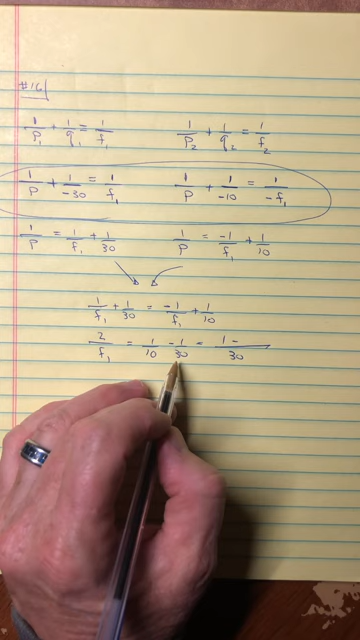 #16
1/P₁ + 1/q₁ = 1/f₁    1/P₂ + 1/q₂ = 1/f₂
1/P + 1/-30 = 1/f₁    1/P + 1/-10 = 1/-f₁
1/P = 1/f₁ + 1/30    1/P = -1/f₁ + 1/10
1/f₁ + 1/30 = -1/f₁ + 1/10
2/f₁ = 1/10 - 1/30 = 1-/30